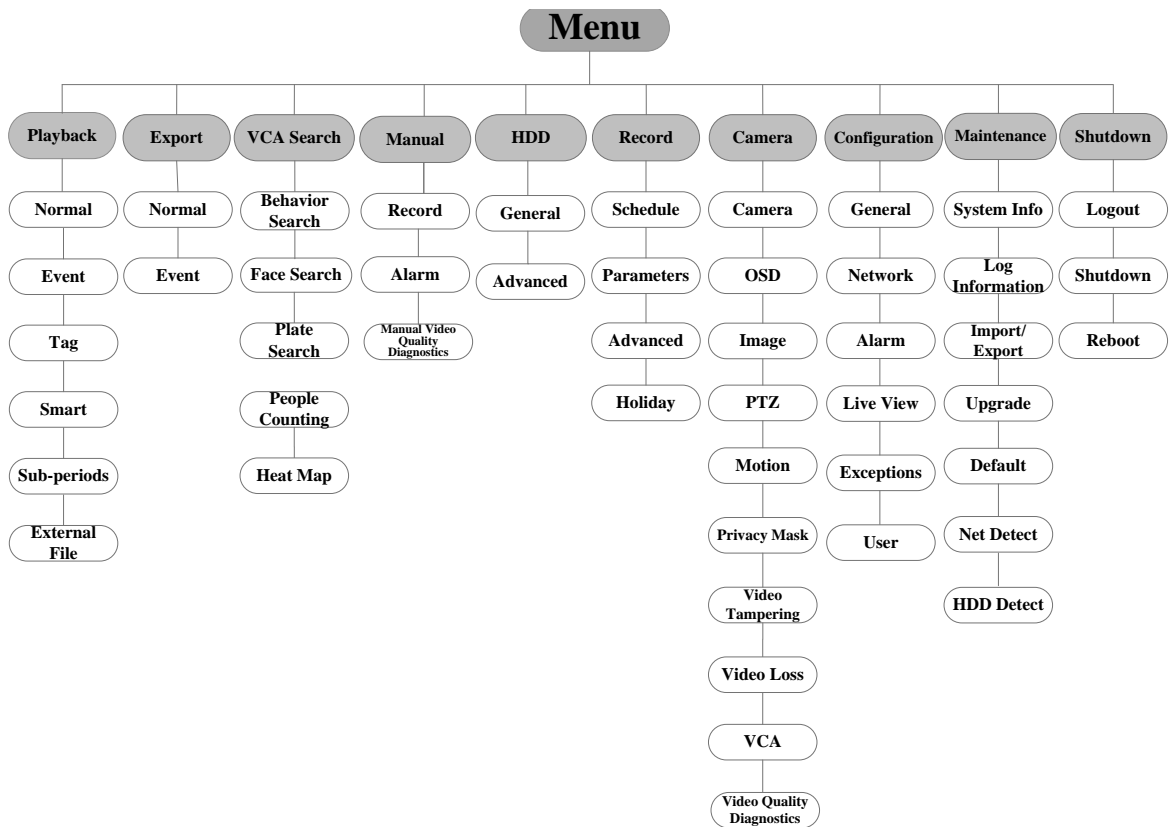 Menu
Playback
Export
VCA Search
Manual
HDD
Record
Camera
Configuration
Maintenance
Shutdown
Normal
Event
Tag
Smart
Sub-periods
External
File
Normal
Event
Behavior
Search
Face Search
Plate
Search
People
Counting
Heat Map
Record
Alarm
Manual Video
Quality
Diagnostics
General
Advanced
Schedule
Parameters
Advanced
Holiday
Camera
OSD
Image
PTZ
Motion
Privacy Mask
Video
Tampering
Video Loss
VCA
Video Quality
Diagnostics
General
Network
Alarm
Live View
Exceptions
User
System Info
Log
Information
Import/
Export
Upgrade
Default
Net Detect
HDD Detect
Logout
Shutdown
Reboot